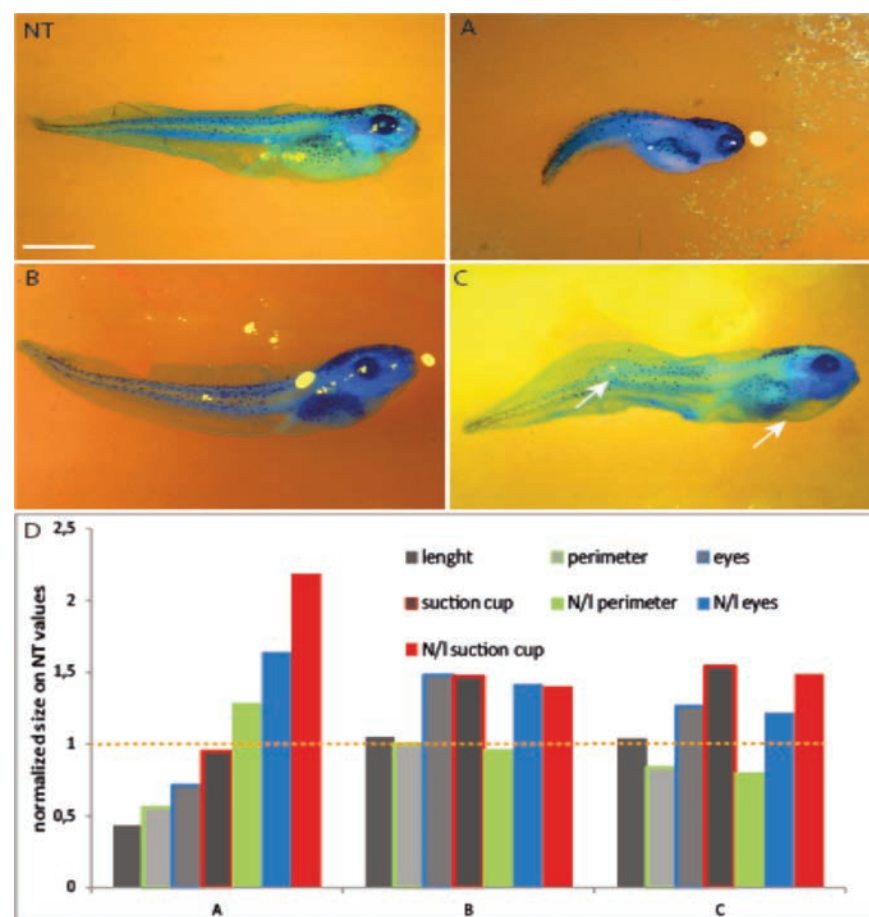 NT
A
B
C
D
normalized size on NT values
2,5
2
1,5
1
0,5
0
lenght
perimeter
eyes
suction cup
N/l perimeter
N/l eyes
N/l suction cup
A
B
C